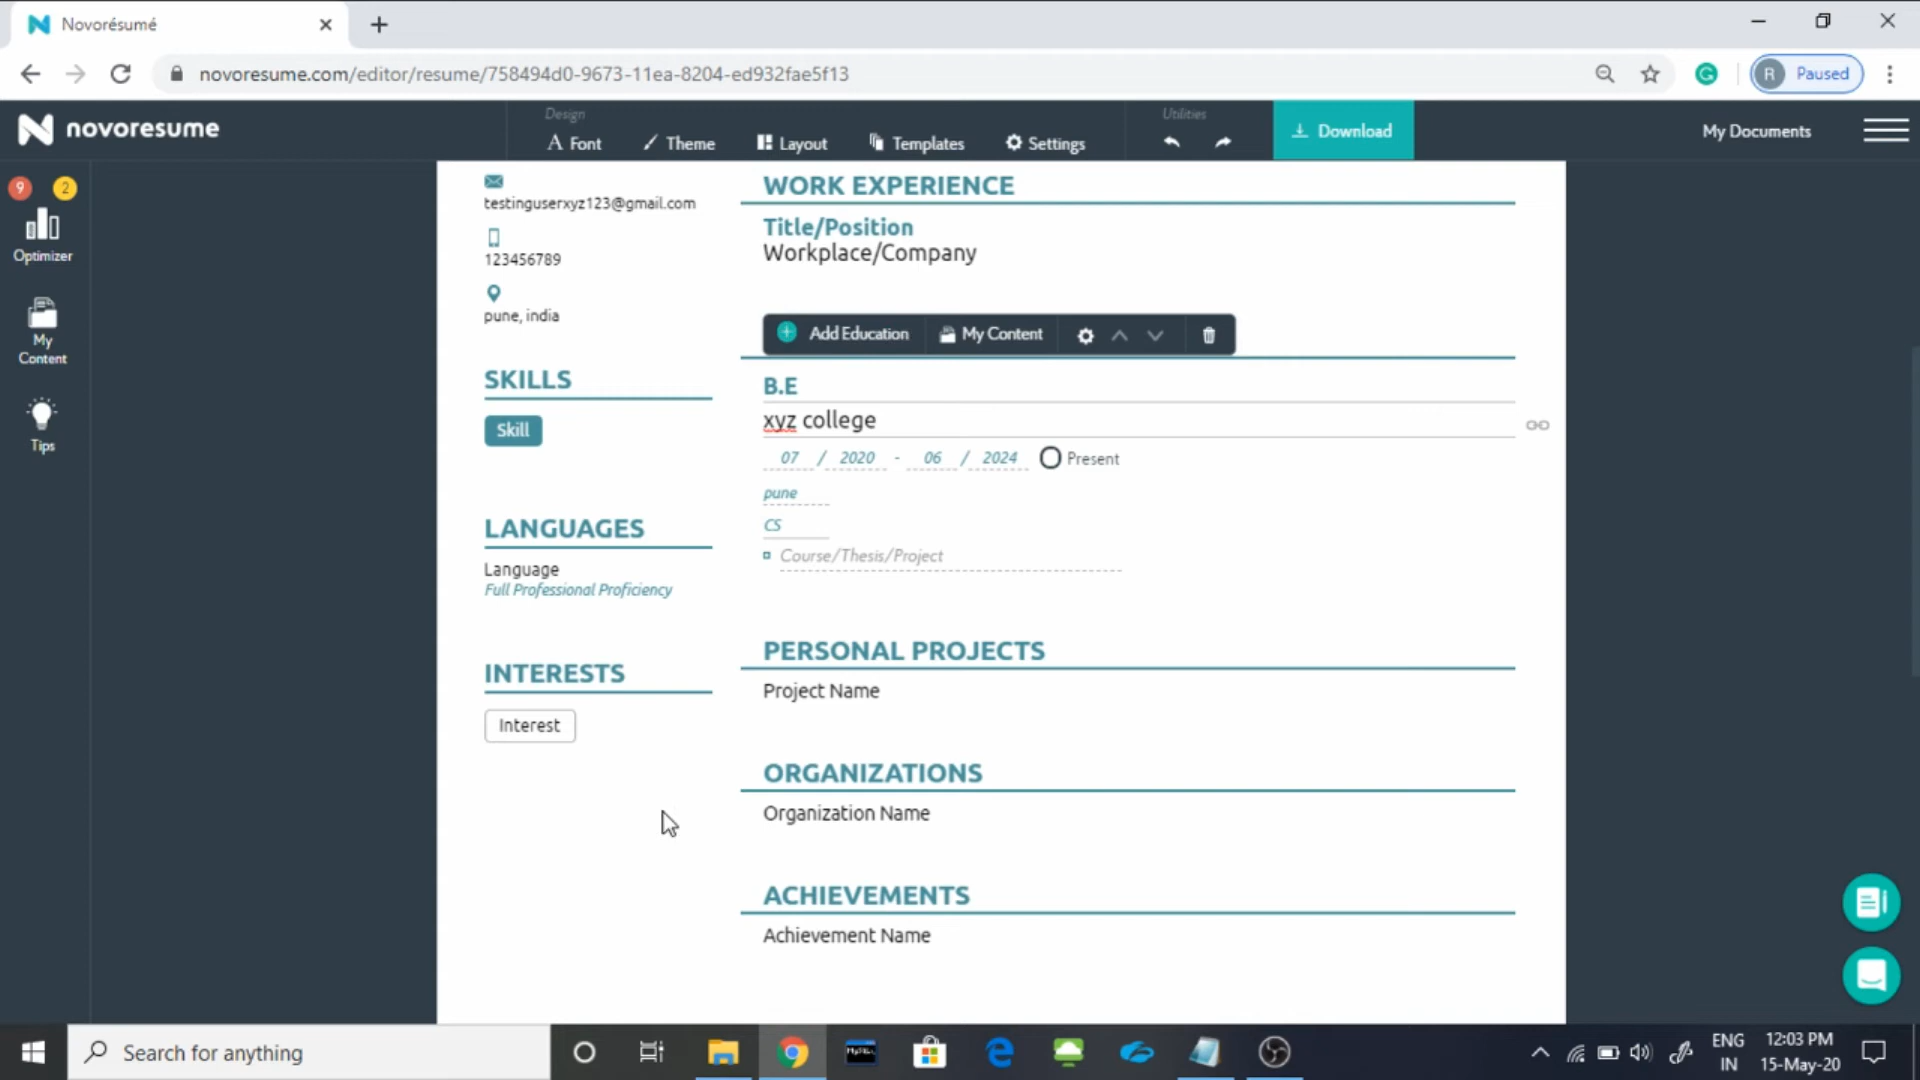 Novorésumé
novoresume.com/editor/resume/758494d0-9673-11ea-8204-ed932fae5f13
R Paused
novoresume
Design
A Font
Theme
Layout
Templates
Settings
Utilities
Download
My Documents
9 2
Optimizer
My
Content
Tips
testinguserxyz123@gmail.com
123456789
pune, india
SKILLS
Skill
LANGUAGES
Language
Full Professional Proficiency
INTERESTS
Interest
WORK EXPERIENCE
Title/Position
Workplace/Company
Add Education My Content
B.E
xyz college
07 / 2020 - 06 / 2024 Present
pune
CS
Course/Thesis/Project
PERSONAL PROJECTS
Project Name
ORGANIZATIONS
Organization Name
ACHIEVEMENTS
Achievement Name
Search for anything
ENG
IN
12:03 PM
15-May-20